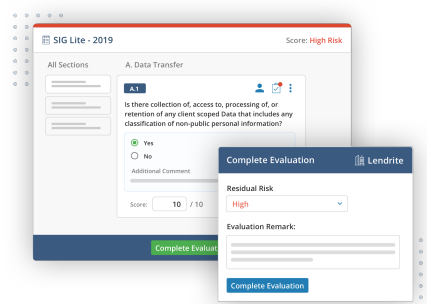 SIG Lite - 2019
Score: High Risk
All Sections
A. Data Transfer
A.1
Is there collection of, access to, processing of, or
retention of any client scoped Data that includes any
classification of non-public personal information?
Yes
No
Additional Comment
Score: 10 / 10
Complete Evaluat
Complete Evaluation
Lendrite
Residual Risk
High
Evaluation Remark:
Complete Evaluation